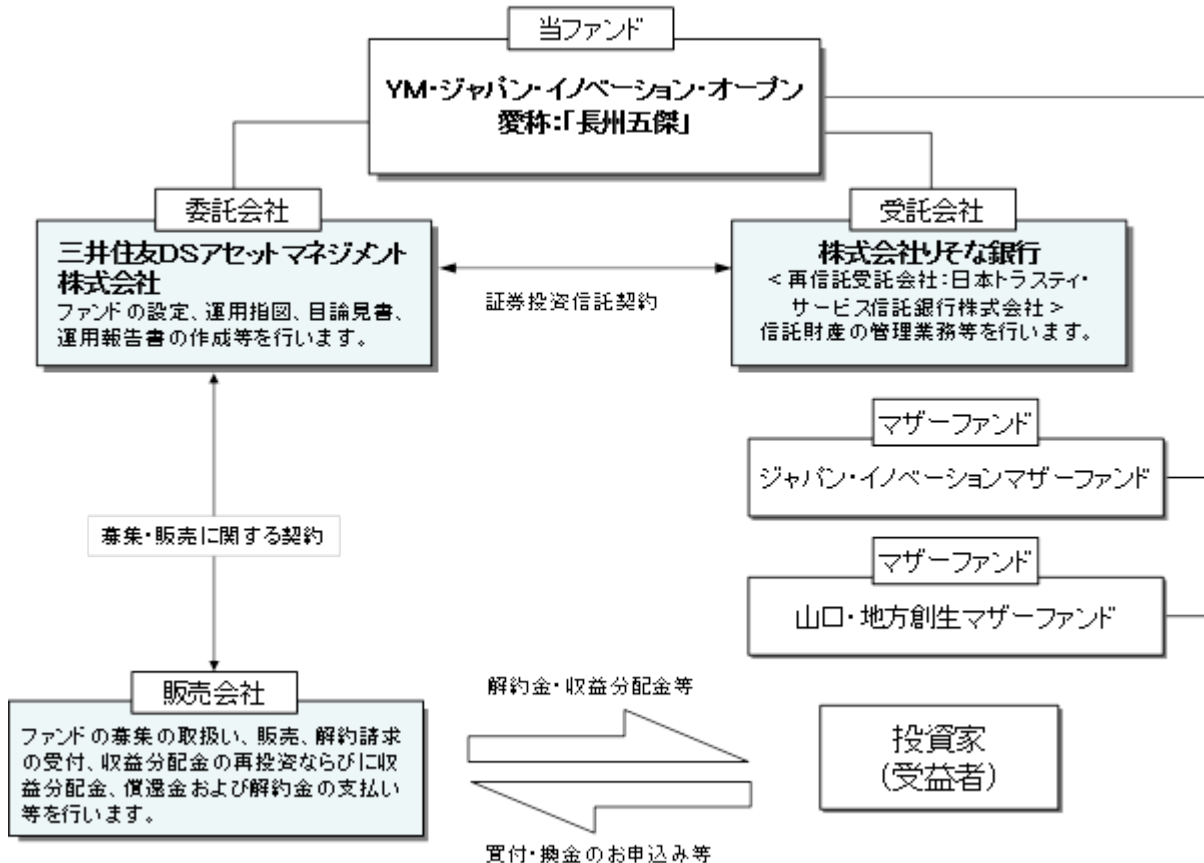 当ファンド
YM・ジャパン・イノベーション・オープン
愛称:「長州五傑」
委託会社
三井住友DSアセットマネジメント
株式会社
ファンドの設定、運用指図、目論見書、
運用報告書の作成等を行います。
証券投資信託契約
受託会社
株式会社りそな銀行
<再信託受託会社:日本トラスティ・
サービス信託銀行株式会社>
信託財産の管理業務等を行います。
マザーファンド
ジャパン・イノベーションマザーファンド
マザーファンド
山口・地方創生マザーファンド
募集・販売に関する契約
販売会社
ファンドの募集の取扱い、販売、解約請求
の受付、収益分配金の再投資ならびに収
益分配金、償還金および解約金の支払い
等を行います。
解約金・収益分配金等
買付・換金のお申込み等
投資家
(受益者)